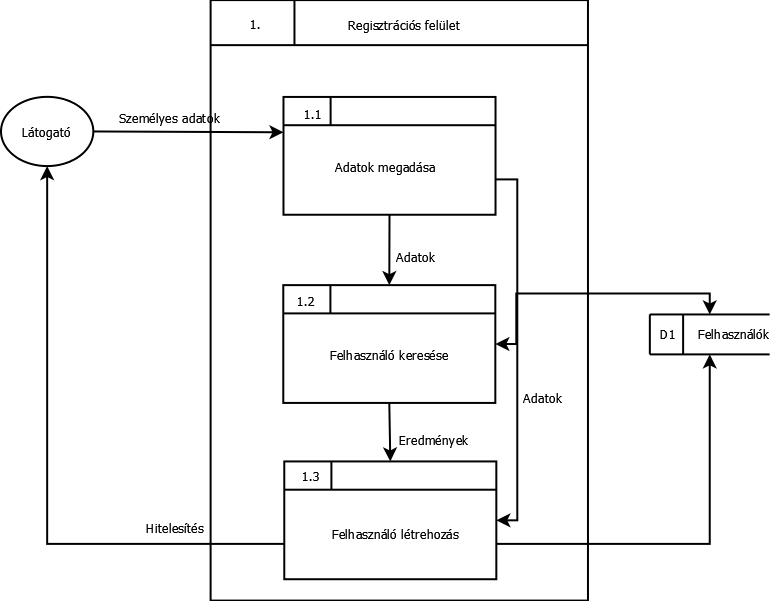 1. Regisztrációs felület
1.1
Személyes adatok
Látogató
Adatok megadása
Adatok
1.2
D1 Felhasználók
Felhasználó keresése
Adatok
Eredmények
1.3
Hitelesítés
Felhasználó létrehozás